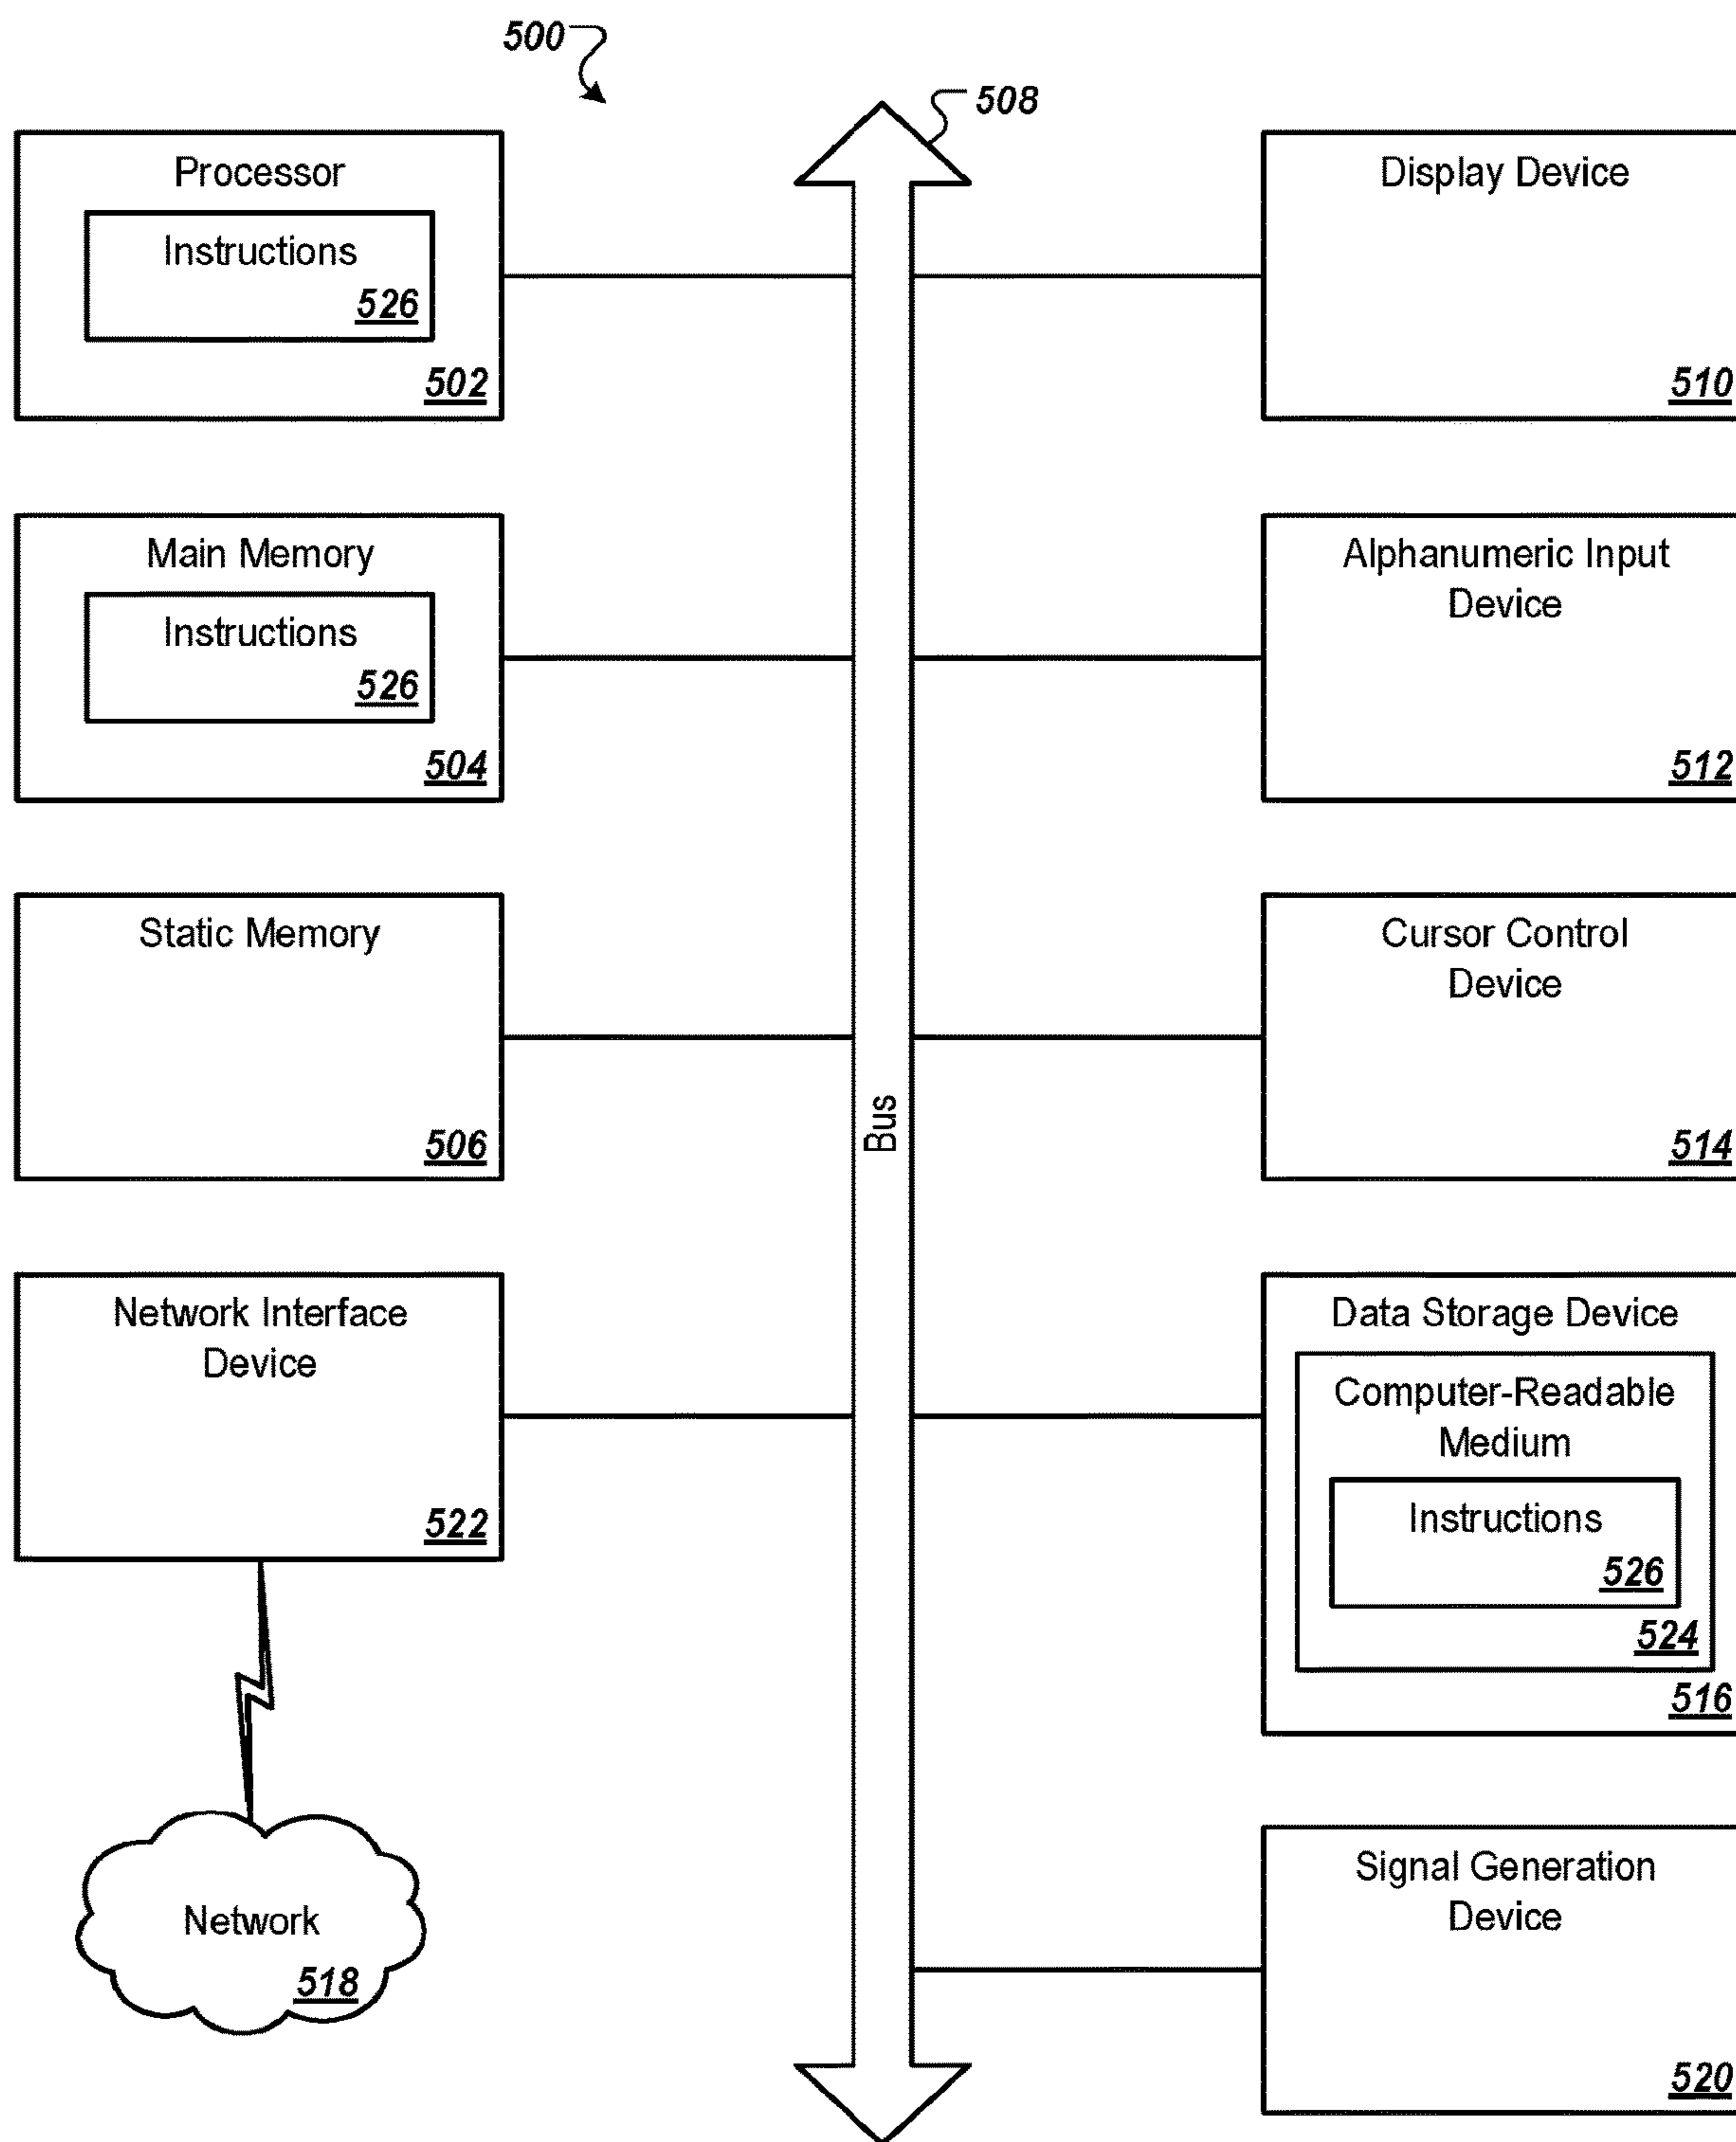 500
508
Processor
Instructions
526
502
Main Memory
Instructions
526
504
Static Memory
506
Network Interface
Device
522
Network
518
Bus
Display Device
510
Alphanumeric Input
Device
512
Cursor Control
Device
514
Data Storage Device
Computer-Readable
Medium
Instructions
526
524
516
Signal Generation
Device
520